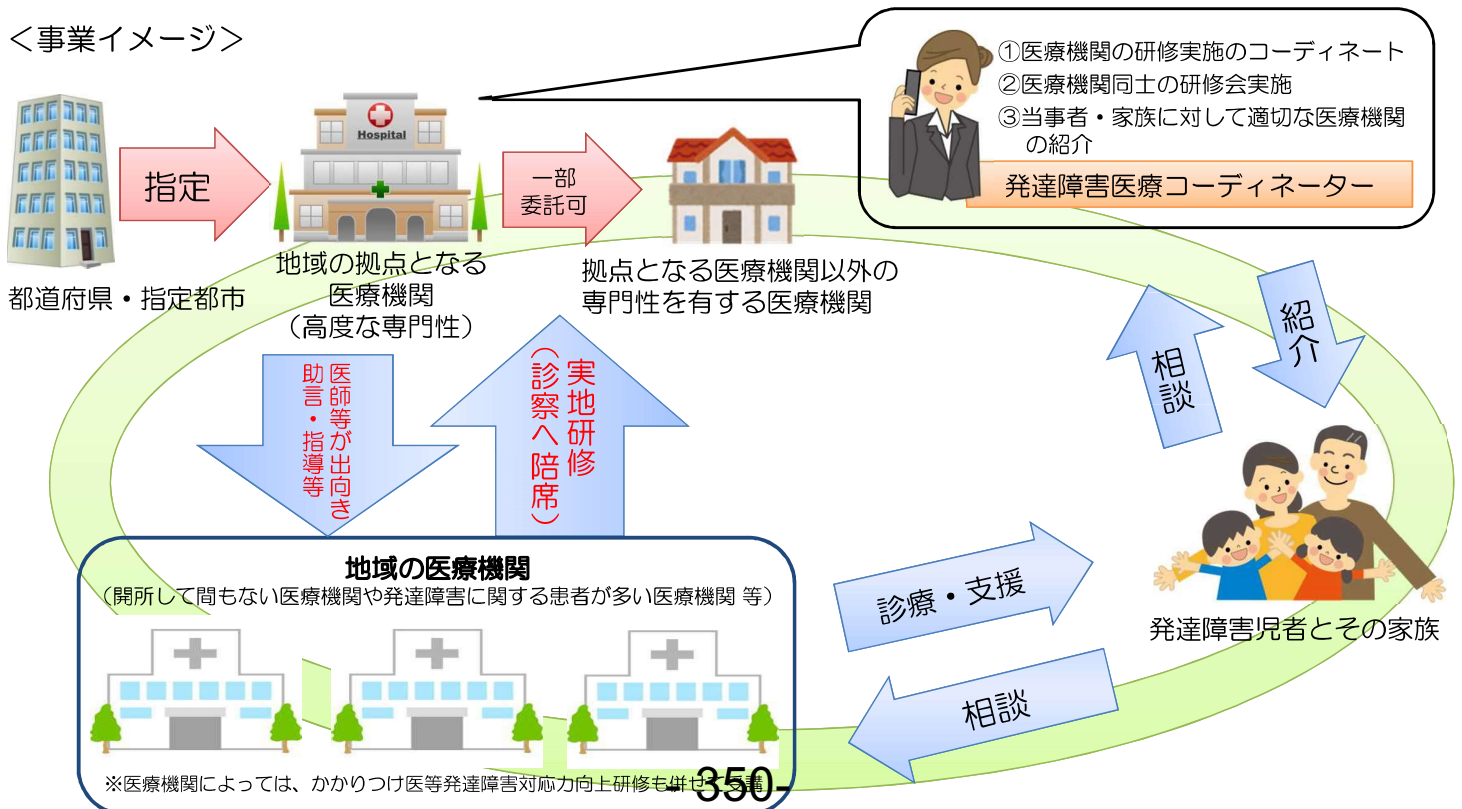 ＜事業イメージ＞
①医療機関の研修実施のコーディネート
②医療機関同士の研修会実施
③当事者・家族に対して適切な医療機関
の紹介
発達障害医療コーディネーター
指定
Hospital
一部
委託可
都道府県・指定都市
地域の拠点となる
医療機関
（高度な専門性）
拠点となる医療機関以外の
専門性を有する医療機関
医師等が出向き
助言・指導等
実地研修
（診察へ陪席）
相談
紹介
地域の医療機関
（開所して間もない医療機関や発達障害に関する患者が多い医療機関 等）
診療・支援
発達障害児者とその家族
相談
※医療機関によっては、かかりつけ医等発達障害対応力向上研修も併せて受講
- 350-